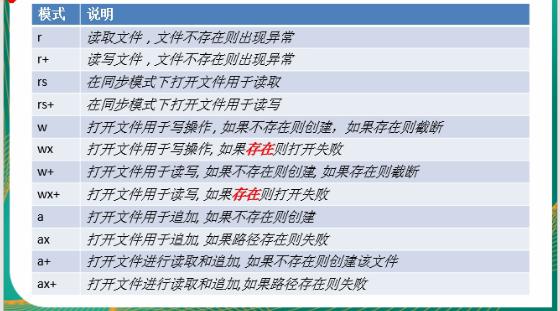 模式 说明
r 读取文件，文件不存在则出现异常
r+ 读写文件，文件不存在则出现异常
rs 在同步模式下打开文件用于读取
rs+ 在同步模式下打开文件用于读写
w 打开文件用于写操作，如果不存在则创建，如果存在则截断
wx 打开文件用于写操作, 如果存在则打开失败
w+ 打开文件用于读写, 如果不存在则创建, 如果存在则截断
wx+ 打开文件用于读写, 如果存在则打开失败
a 打开文件用于追加, 如果不存在则创建
ax 打开文件用于追加, 如果路径存在则失败
a+ 打开文件进行读取和追加, 如果不存在则创建该文件
ax+ 打开文件进行读取和追加,如果路径存在则失败